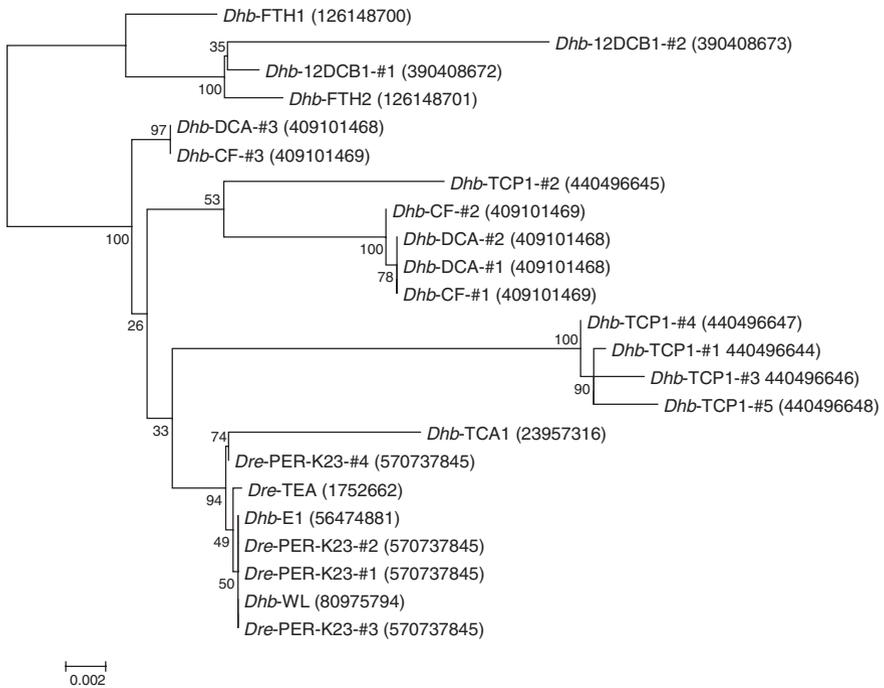 Dhb-FTH1 (126148700)
35
Dhb-12DCB1-#2 (390408673)
Dhb-12DCB1-#1 (390408672)
100
Dhb-FTH2 (126148701)
97
Dhb-DCA-#3 (409101468)
Dhb-CF-#3 (409101469)
Dhb-TCP1-#2 (440496645)
53
Dhb-CF-#2 (409101469)
100
Dhb-DCA-#2 (409101468)
100
Dhb-DCA-#1 (409101468)
78
Dhb-CF-#1 (409101469)
26
Dhb-TCP1-#4 (440496647)
100
Dhb-TCP1-#1 440496644)
Dhb-TCP1-#3 440496646)
90
Dhb-TCP1-#5 (440496648)
33
74
Dhb-TCA1 (23957316)
Dre-PER-K23-#4 (570737845)
94
Dre-TEA (1752662)
Dhb-E1 (56474881)
49
Dre-PER-K23-#2 (570737845)
Dre-PER-K23-#1 (570737845)
50
Dhb-WL (80975794)
Dre-PER-K23-#3 (570737845)
0.002